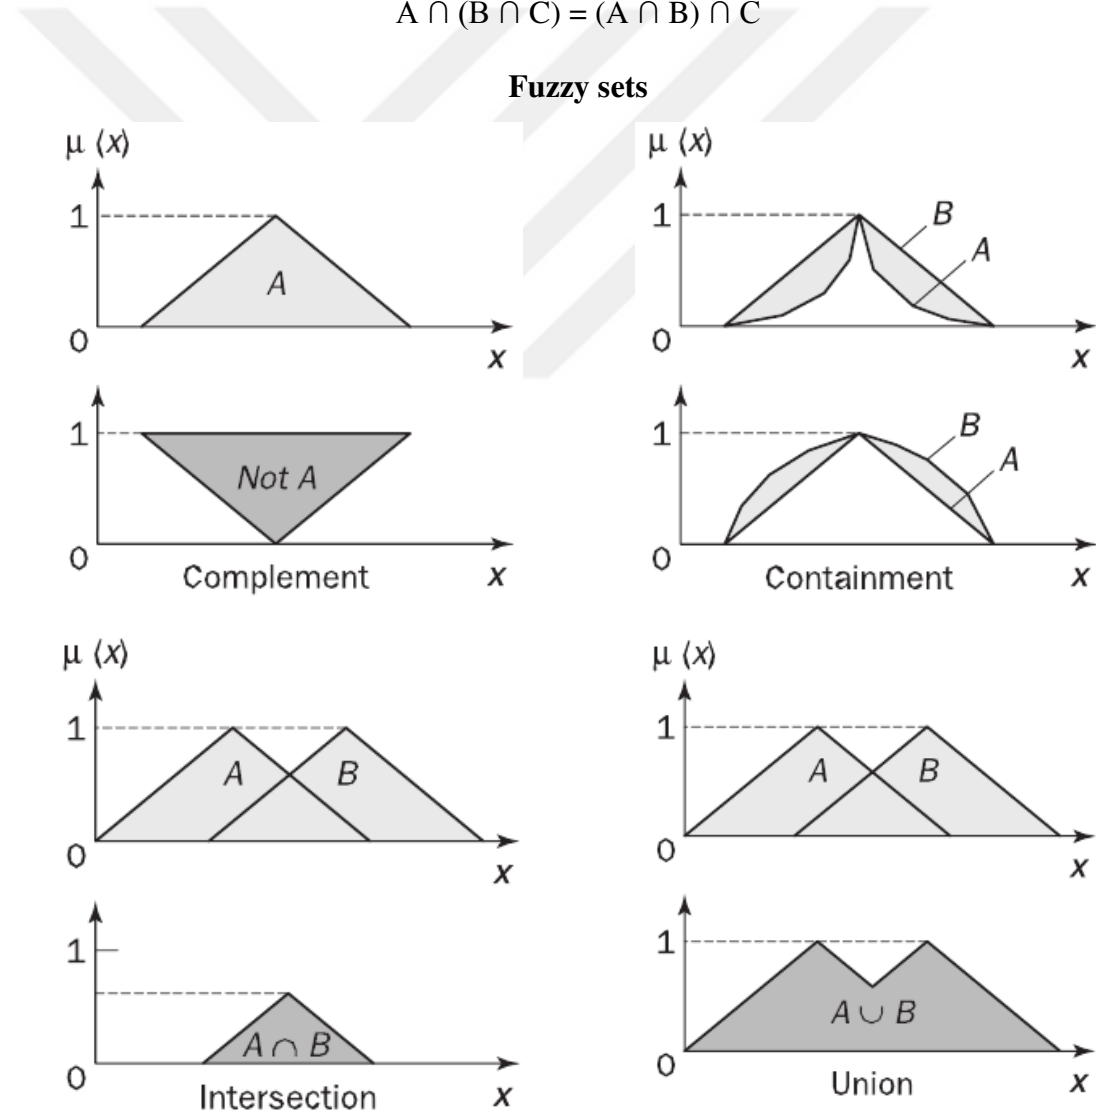 A ∩ (B ∩ C) = (A ∩ B) ∩ C
Fuzzy sets
μ (x)
1
A
0
x
1
Not A
0
Complement
x
μ (x)
1
B
A
0
x
1
B
A
0
Containment
x
μ (x)
1
A
B
0
x
1
A ∩ B
0
Intersection
x
μ (x)
1
A
B
0
x
1
A ∪ B
0
Union
x